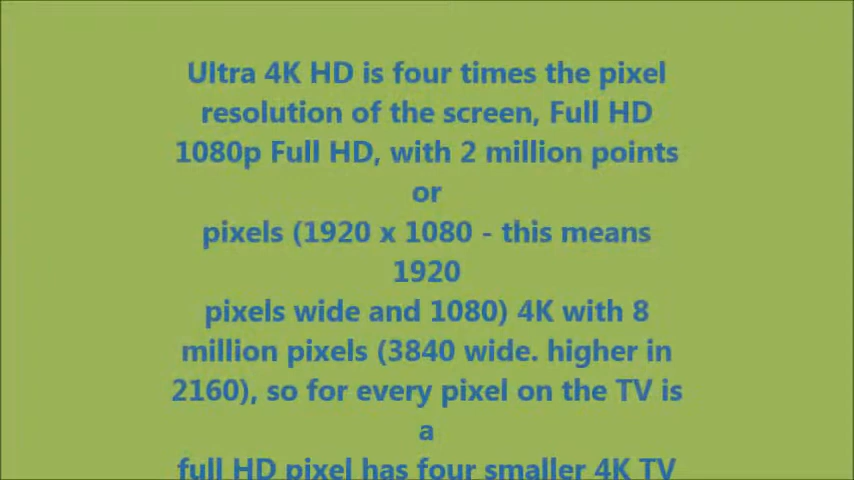 Ultra 4K HD is four times the pixel
resolution of the screen, Full HD
1080p Full HD, with 2 million points
or
pixels (1920 x 1080 - this means
1920
pixels wide and 1080) 4K with 8
million pixels (3840 wide. higher in
2160), so for every pixel on the TV is
a
full HD pixel has four smaller 4K TV